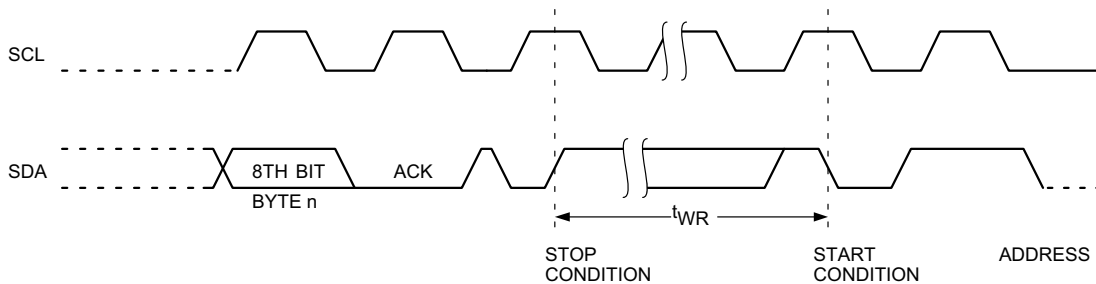 SCL
SDA
8TH BIT
ACK
BYTE n
tWR
STOP
CONDITION
START
CONDITION
ADDRESS